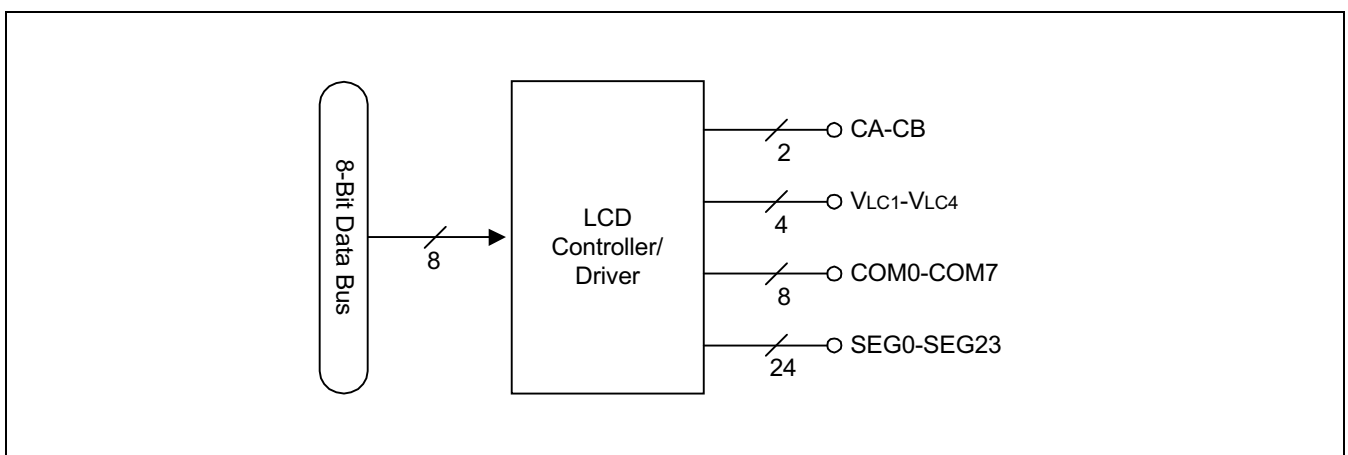 8-Bit Data Bus
8
LCD
Controller/
Driver
CA-CB
2
VLC1-VLC4
4
COM0-COM7
8
SEG0-SEG23
24